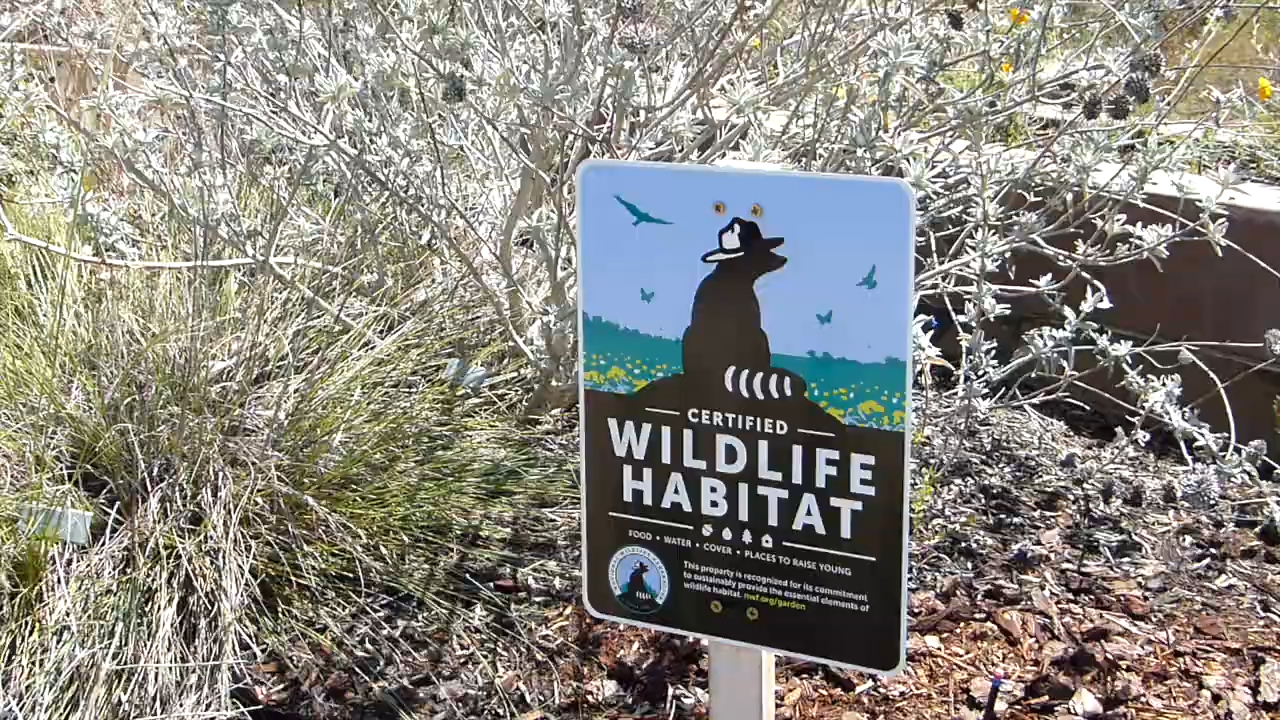 CERTIFIED
WILDLIFE
HABITAT
FOOD • WATER • COVER • PLACES TO RAISE YOUNG
This property is recognized for its commitment
to sustainably provide the essential elements of
wildlife habitat. nwf.org/garden